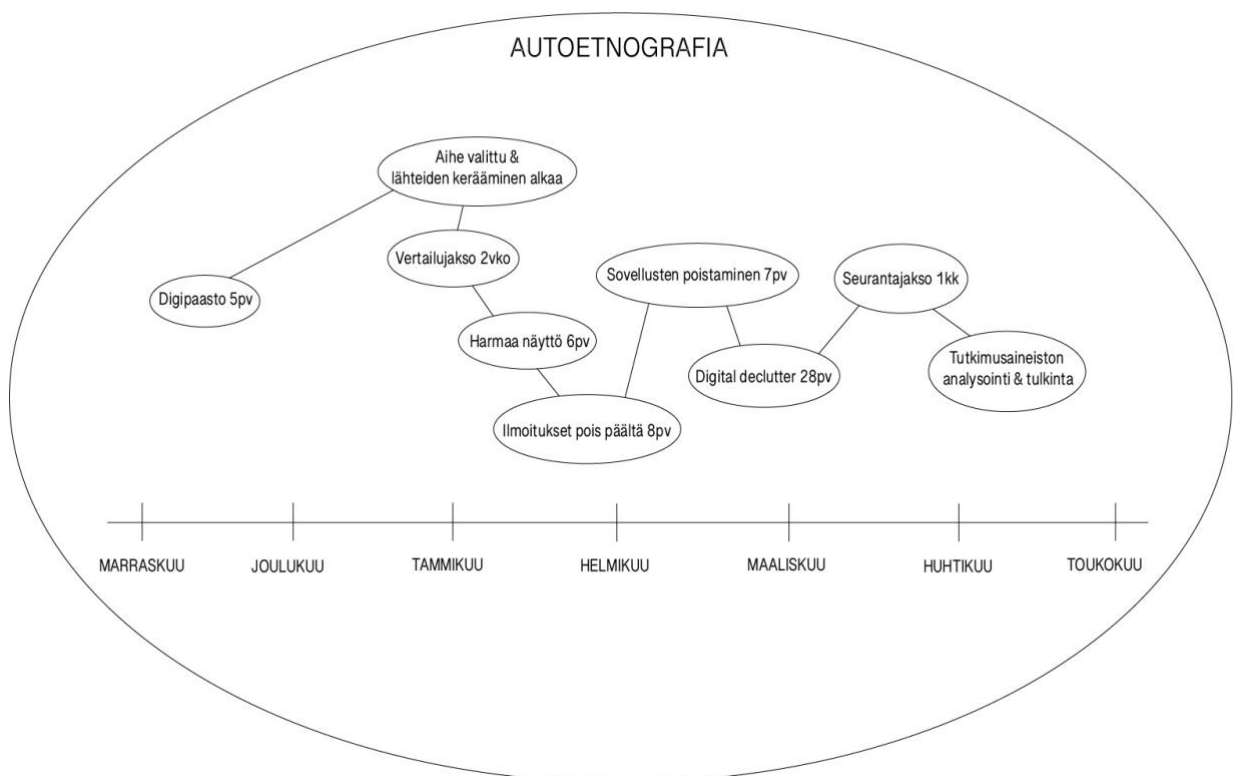 AUTOETNOGRAFIA
Aihe valittu &
lähteiden kerääminen alkaa
Vertailujakso 2vko
Digipaasto 5pv
Harmaa näyttö 6pv
Ilmoitukset pois päältä 8pv
Sovellusten poistaminen 7pv
Digital declutter 28pv
Seurantajakso 1kk
Tutkimusaineiston
analysointi & tulkinta
MARRASKUU
JOULUKUU
TAMMIKUU
HELMIKUU
MAALISKUU
HUHTIKUU
TOUKOKUU